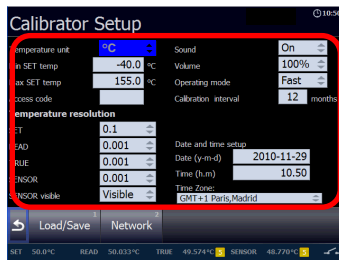 Calibrator Setup
10:50
Temperature unit °C
Min SET temp -40.0 °C
Max SET temp 155.0 °C
Access code
Temperature resolution
SET 0.1
READ 0.001
TRUE 0.001
SENSOR 0.001
SENSOR visible Visible
Sound On
Volume 100%
Operating mode Fast
Calibration interval 12 months
Date and time setup
Date (y-m-d) 2010-11-29
Time (h.m) 10.50
Time Zone:
GMT+1 Paris,Madrid
Load/Save 1 Network 2
SET 50.0°C READ 50.033°C TRUE 49.574°C S SENSOR 48.770°C S